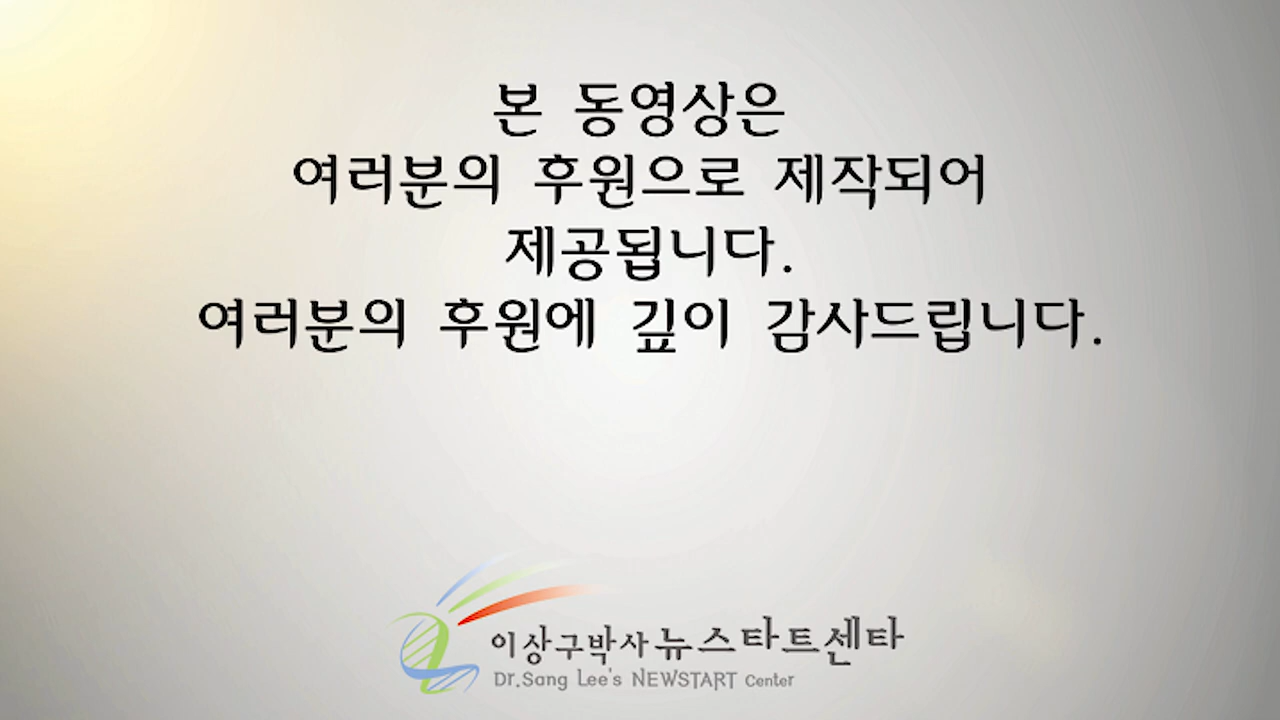 본 동영상은
여러분의 후원으로 제작되어
제공됩니다.
여러분의 후원에 깊이 감사드립니다.
이상구박사 뉴스타트센타
Dr.Sang Lee's NEWSTART Center